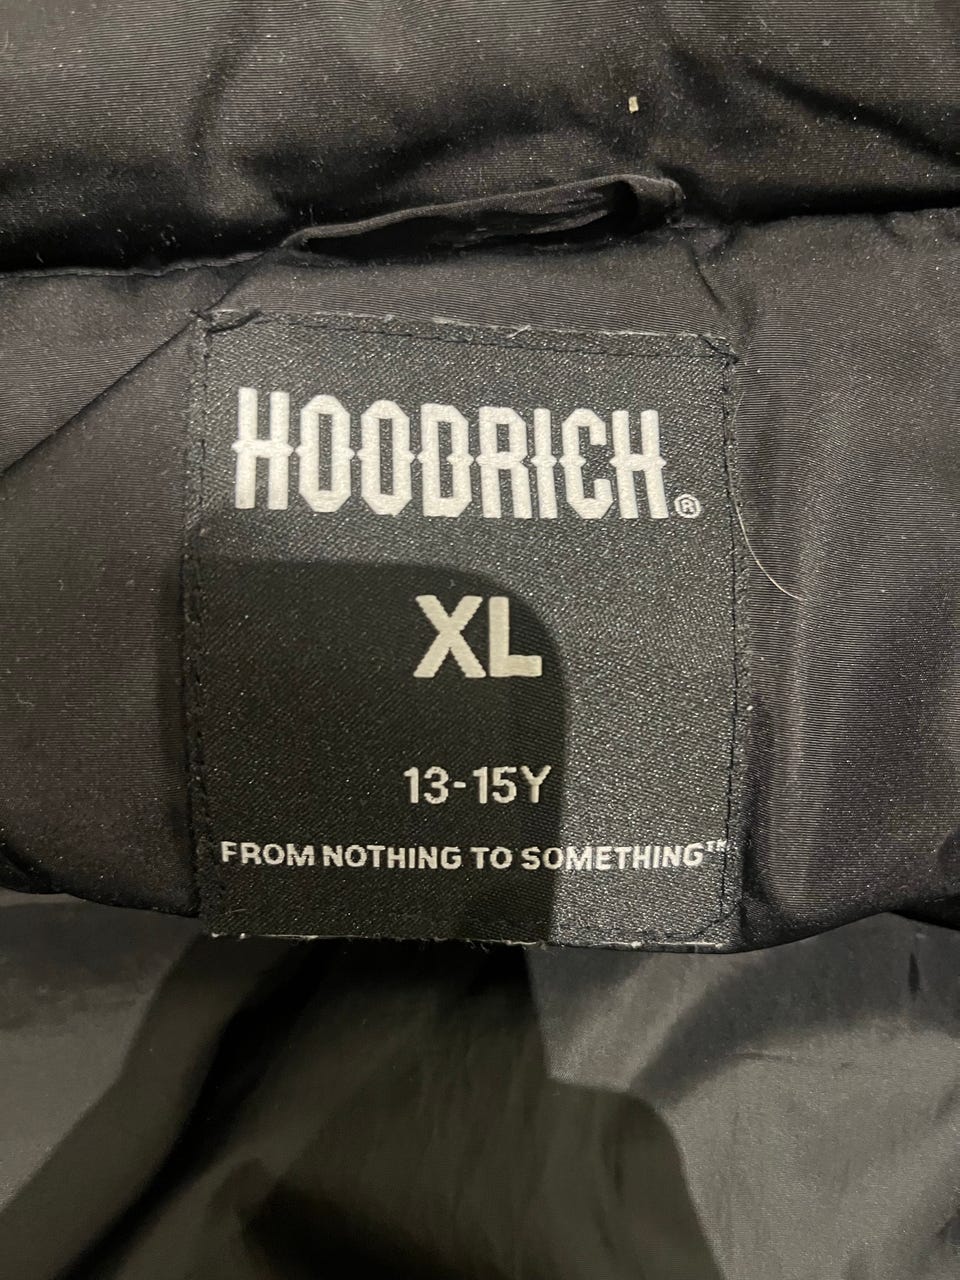 HOODRICH®
XL
13-15Y
FROM NOTHING TO SOMETHING™